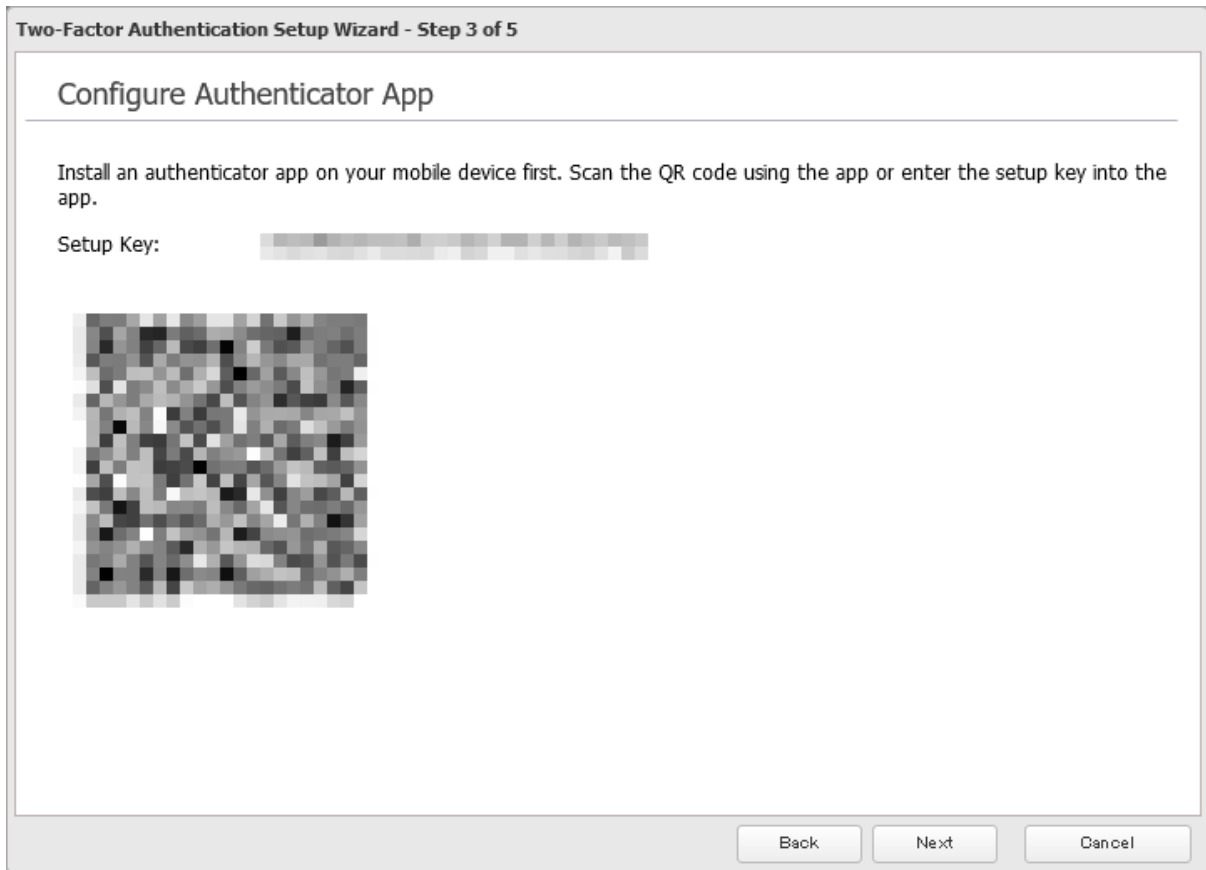 Two-Factor Authentication Setup Wizard - Step 3 of 5
Configure Authenticator App
Install an authenticator app on your mobile device first. Scan the QR code using the app or enter the setup key into the
app.
Setup Key:
Back Next Cancel